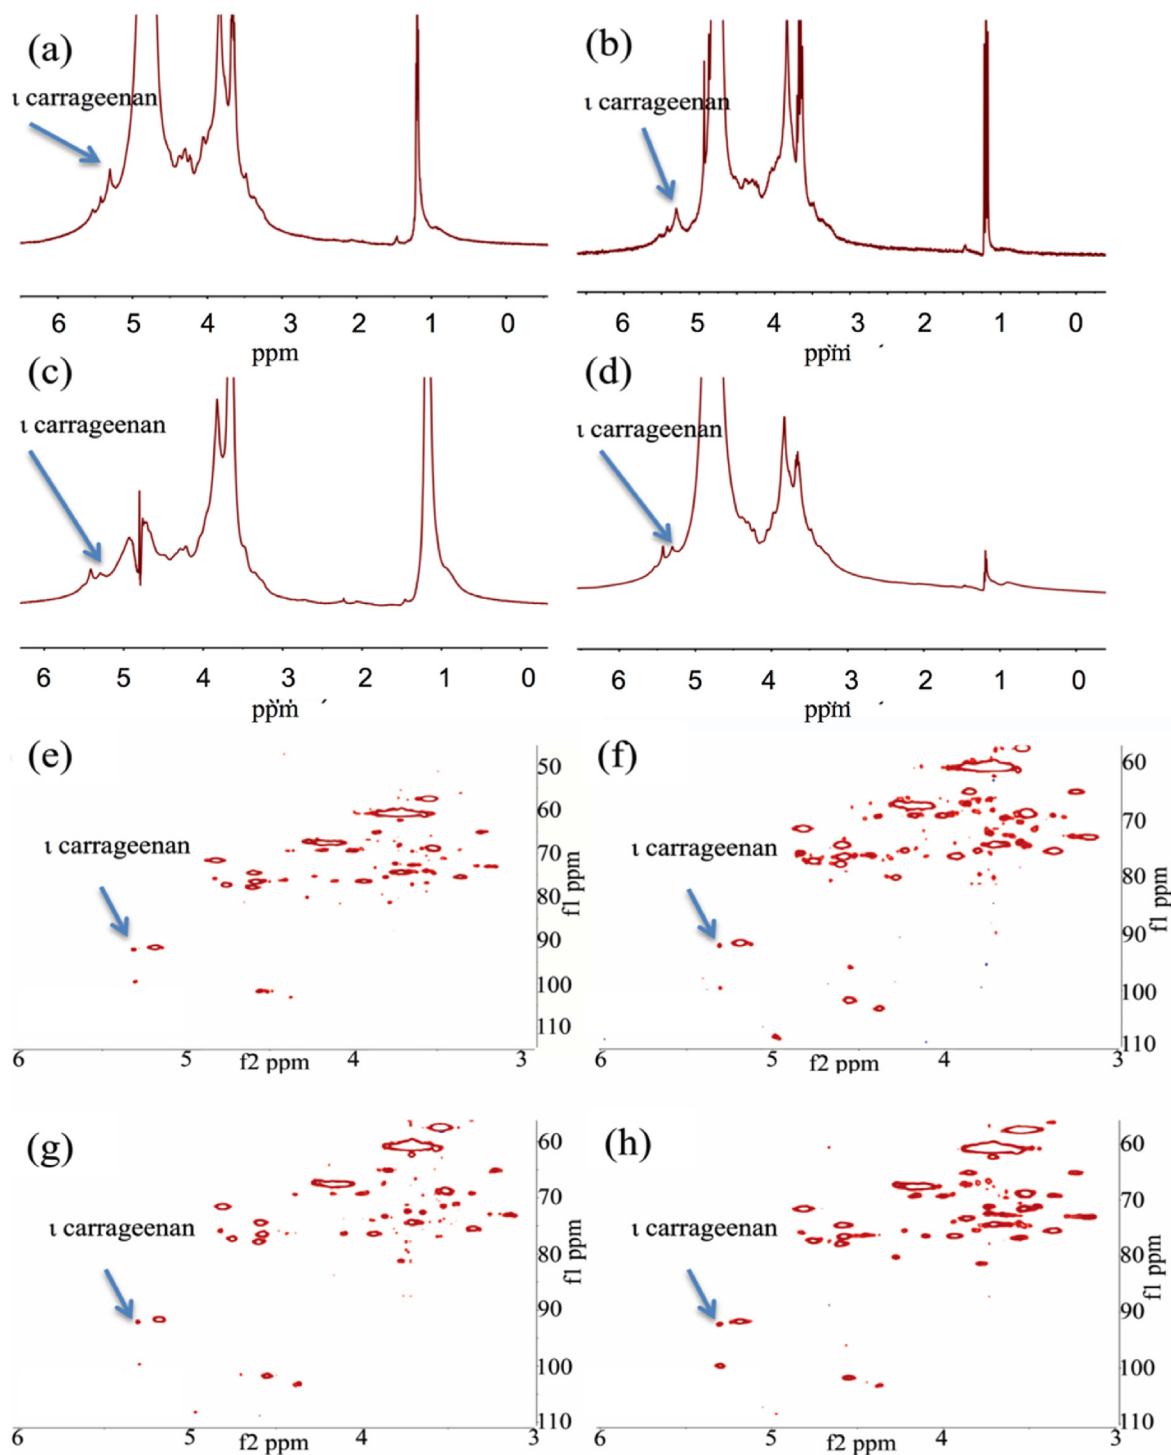 (a)
ι carrageenan
6 5 4 3 2 1 0
ppm
(b)
ι carrageenan
6 5 4 3 2 1 0
ppm
(c)
ι carrageenan
6 5 4 3 2 1 0
ppm
(d)
ι carrageenan
6 5 4 3 2 1 0
ppm
(e)
ι carrageenan
50
60
70
80
90
100
110
f1 ppm
6 5 4 3
f2 ppm
(f)
ι carrageenan
60
70
80
90
100
110
f1 ppm
6 5 4 3
f2 ppm
(g)
ι carrageenan
60
70
80
90
100
110
f1 ppm
6 5 4 3
f2 ppm
(h)
ι carrageenan
60
70
80
90
100
110
f1 ppm
6 5 4 3
f2 ppm